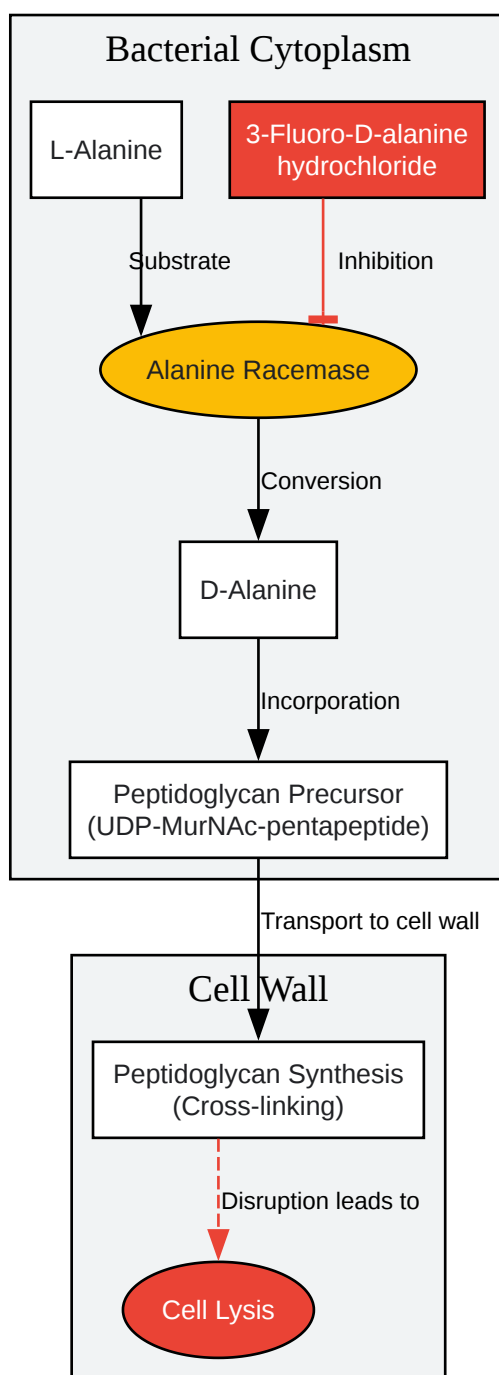 Bacterial Cytoplasm
L-Alanine
3-Fluoro-D-alanine
hydrochloride
Substrate
Inhibition
Alanine Racemase
Conversion
D-Alanine
Incorporation
Peptidoglycan Precursor
(UDP-MurNAc-pentapeptide)
Transport to cell wall
Cell Wall
Peptidoglycan Synthesis
(Cross-linking)
Disruption leads to
Cell Lysis